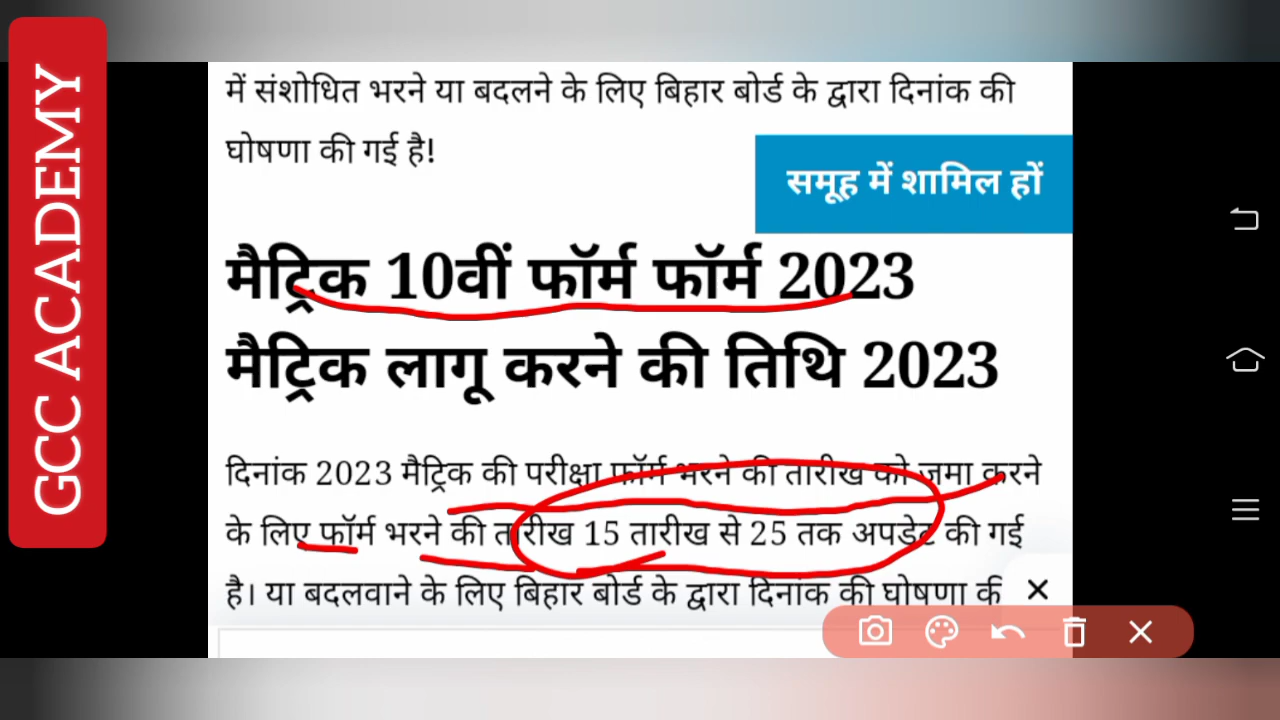 GCC ACADEMY
में संशोधित भरने या बदलने के लिए बिहार बोर्ड के द्वारा दिनांक की
घोषणा की गई है!
समूह में शामिल हों
मैट्रिक 10वीं फॉर्म फॉर्म 2023
मैट्रिक लागू करने की तिथि 2023
दिनांक 2023 मैट्रिक की परीक्षा फॉर्म भरने की तारीख को जमा करने
के लिए फॉर्म भरने की तारीख 15 तारीख से 25 तक अपडेट की गई
है। या बदलवाने के लिए बिहार बोर्ड के द्वारा दिनांक की घोषणा की